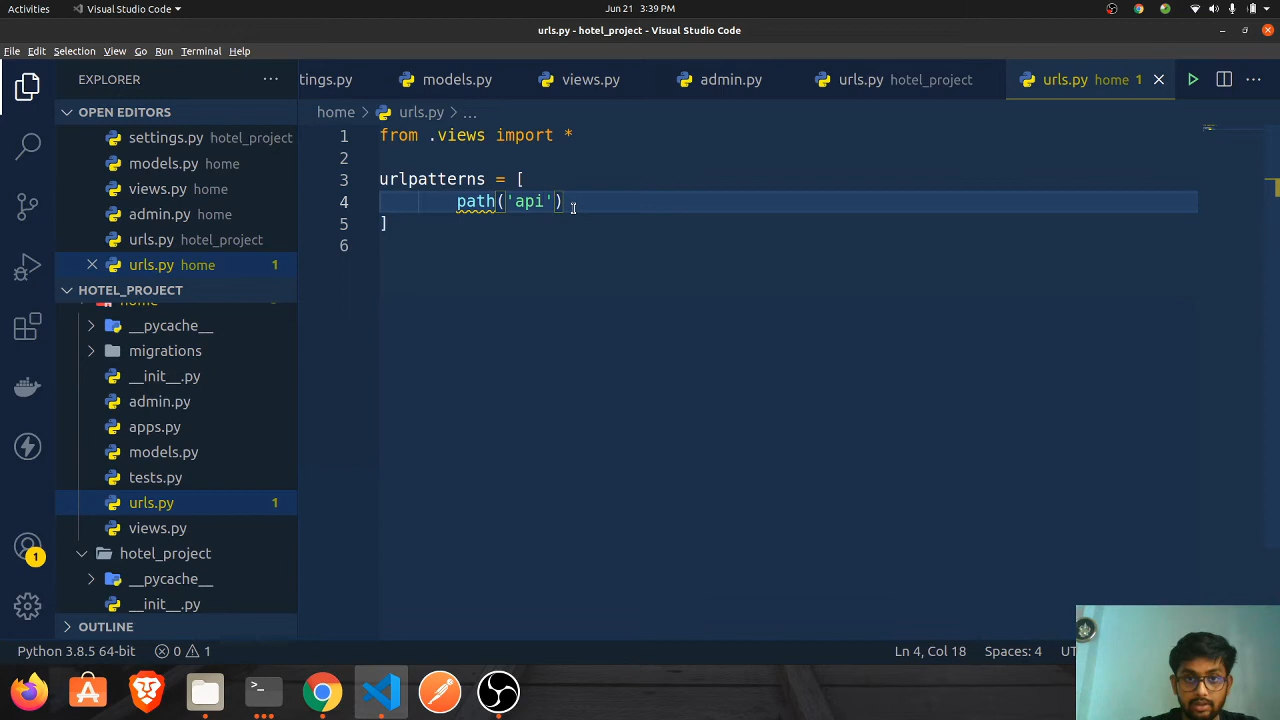 Activities
Visual Studio Code
Jun 21 3:39 PM
urls.py - hotel_project - Visual Studio Code
File Edit Selection View Go Run Terminal Help
EXPLORER
tings.py models.py views.py admin.py urls.py hotel_project urls.py home 1
OPEN EDITORS
settings.py hotel_project
models.py home
views.py home
admin.py home
urls.py hotel_project
urls.py home 1
HOTEL_PROJECT
home
__pycache__
migrations
__init__.py
admin.py
apps.py
models.py
tests.py
urls.py 1
views.py
hotel_project
__pycache__
__init__.py
OUTLINE
home > urls.py > ...
1 from .views import *
2
3 urlpatterns = [
4 path('api')
5 ]
6
1
Python 3.8.5 64-bit 0 1
Ln 4, Col 18 Spaces: 4 UT